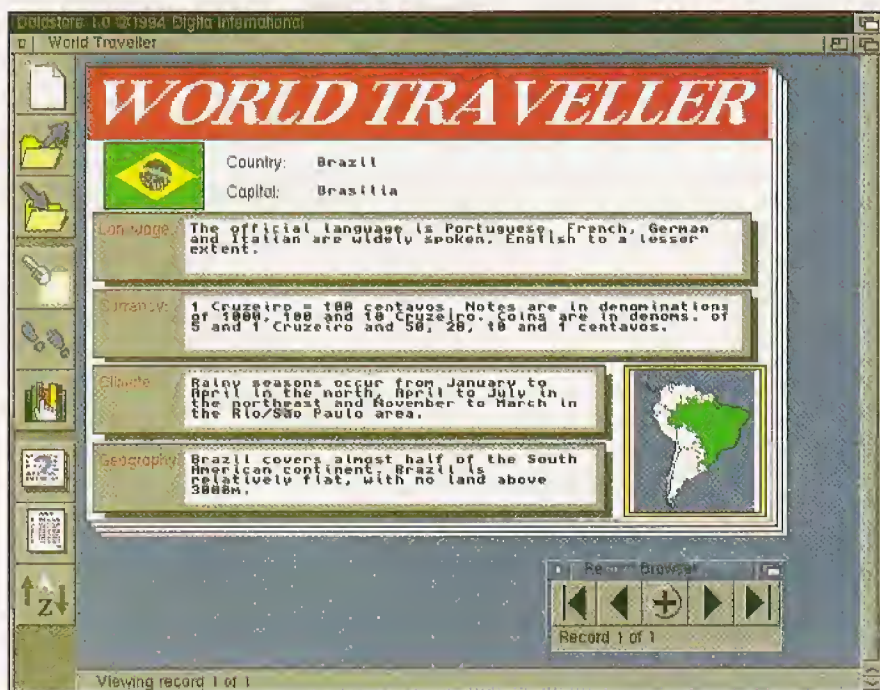 Datastore 1.0 ©1994 Digita International
World Traveller
WORLD TRAVELLER
Country: Brazil
Capital: Brasilia
Language:
The official language is Portuguese. French, German
and Italian are widely spoken. English to a lesser
extent.
Currency:
1 Cruzeiro = 100 centavos. Notes are in denominations
of 1000, 100 and 10 Cruzeiro. Coins are in denoms. of
5 and 1 Cruzeiro and 50, 20, 10 and 1 centavos.
Climate
Rainy seasons occur from January to
April in the north, April to July in
the northeast and November to March in
the Rio/São Paulo area.
Geography:
Brazil covers almost half of the South
American continent. Brazil is
relatively flat, with no land above
3000m.
Record Browser
Record 1 of 1
Viewing record 1 of 1